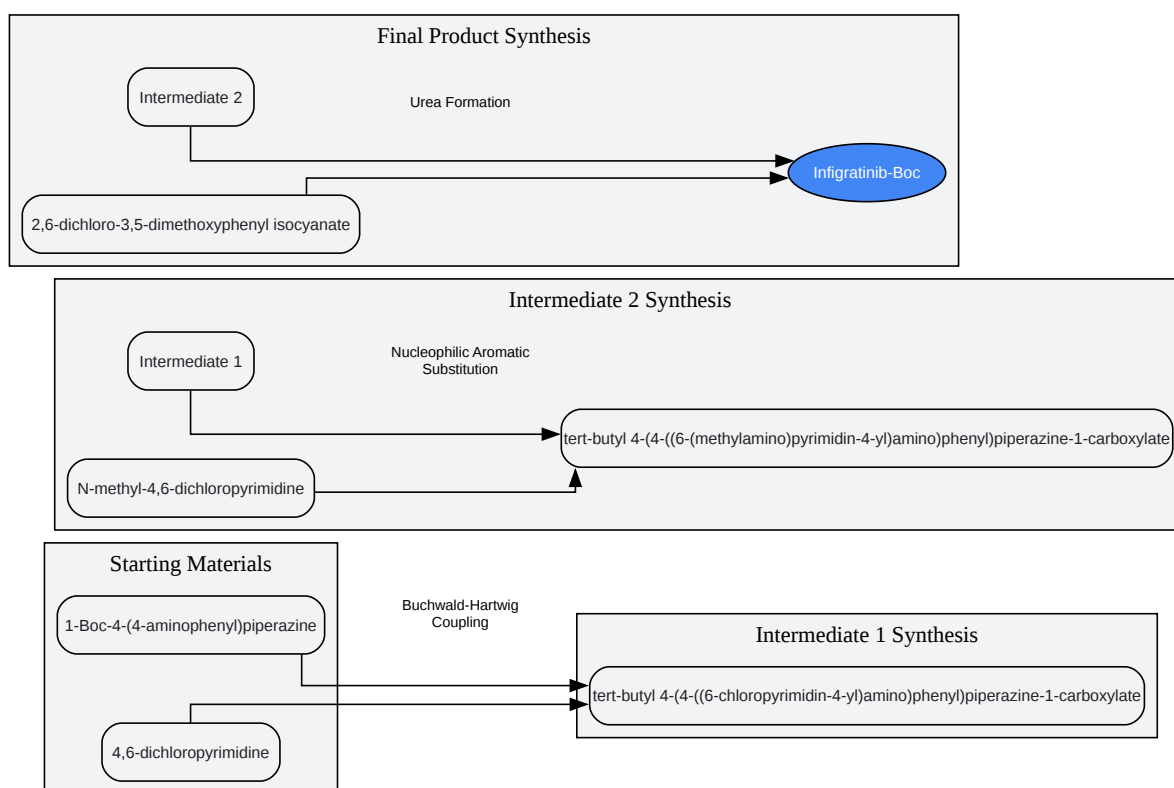 Final Product Synthesis
Intermediate 2
Urea Formation
Infigratinib-Boc
2,6-dichloro-3,5-dimethoxyphenyl isocyanate
Intermediate 2 Synthesis
Intermediate 1
Nucleophilic Aromatic
Substitution
tert-butyl 4-(4-((6-(methylamino)pyrimidin-4-yl)amino)phenyl)piperazine-1-carboxylate
N-methyl-4,6-dichloropyrimidine
Starting Materials
1-Boc-4-(4-aminophenyl)piperazine
Buchwald-Hartwig
Coupling
Intermediate 1 Synthesis
tert-butyl 4-(4-((6-chloropyrimidin-4-yl)amino)phenyl)piperazine-1-carboxylate
4,6-dichloropyrimidine